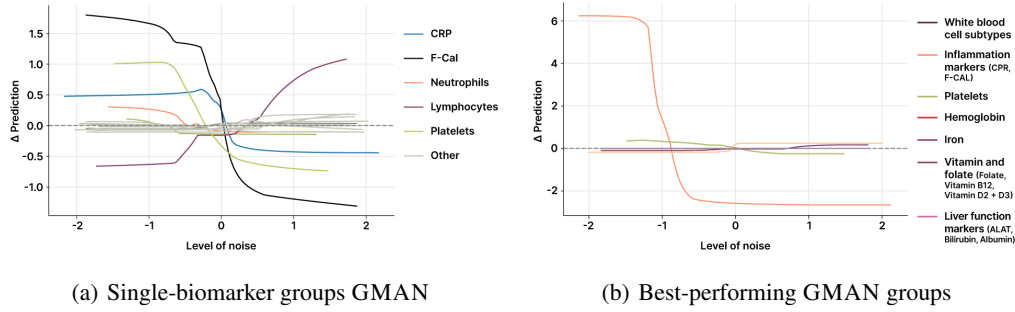 Δ Prediction
1.5
1.0
0.5
0.0
-0.5
-1.0
-2
-1
0
1
2
Level of noise
CRP
F-Cal
Neutrophils
Lymphocytes
Platelets
Other
(a) Single-biomarker groups GMAN
Δ Prediction
6
4
2
0
-2
-2
-1
0
1
2
Level of noise
White blood
cell subtypes
Inflammation
markers (CPR,
F-CAL)
Platelets
Hemoglobin
Iron
Vitamin and
folate (Folate,
Vitamin B12,
Vitamin D2 + D3)
Liver function
markers (ALAT,
Bilirubin, Albumin)
(b) Best-performing GMAN groups